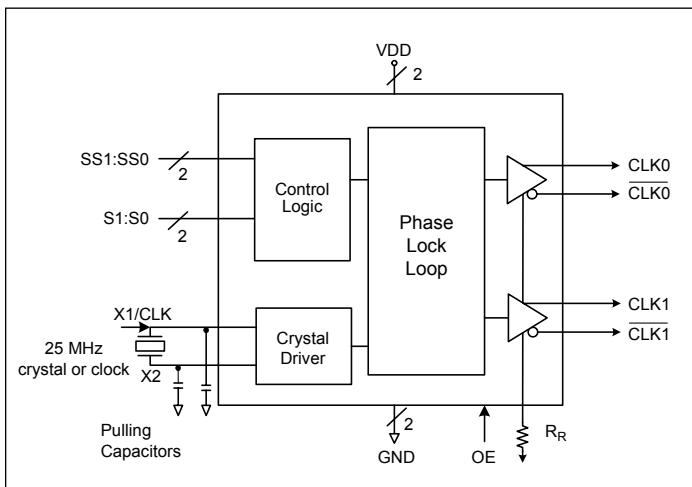 VDD
2
SS1:SS0
2
S1:S0
2
Control
Logic
Phase
Lock
Loop
CLK0
CLK0
X1/CLK
25 MHz
crystal or clock
X2
Crystal
Driver
CLK1
CLK1
Pulling
Capacitors
2
GND
OE
RR